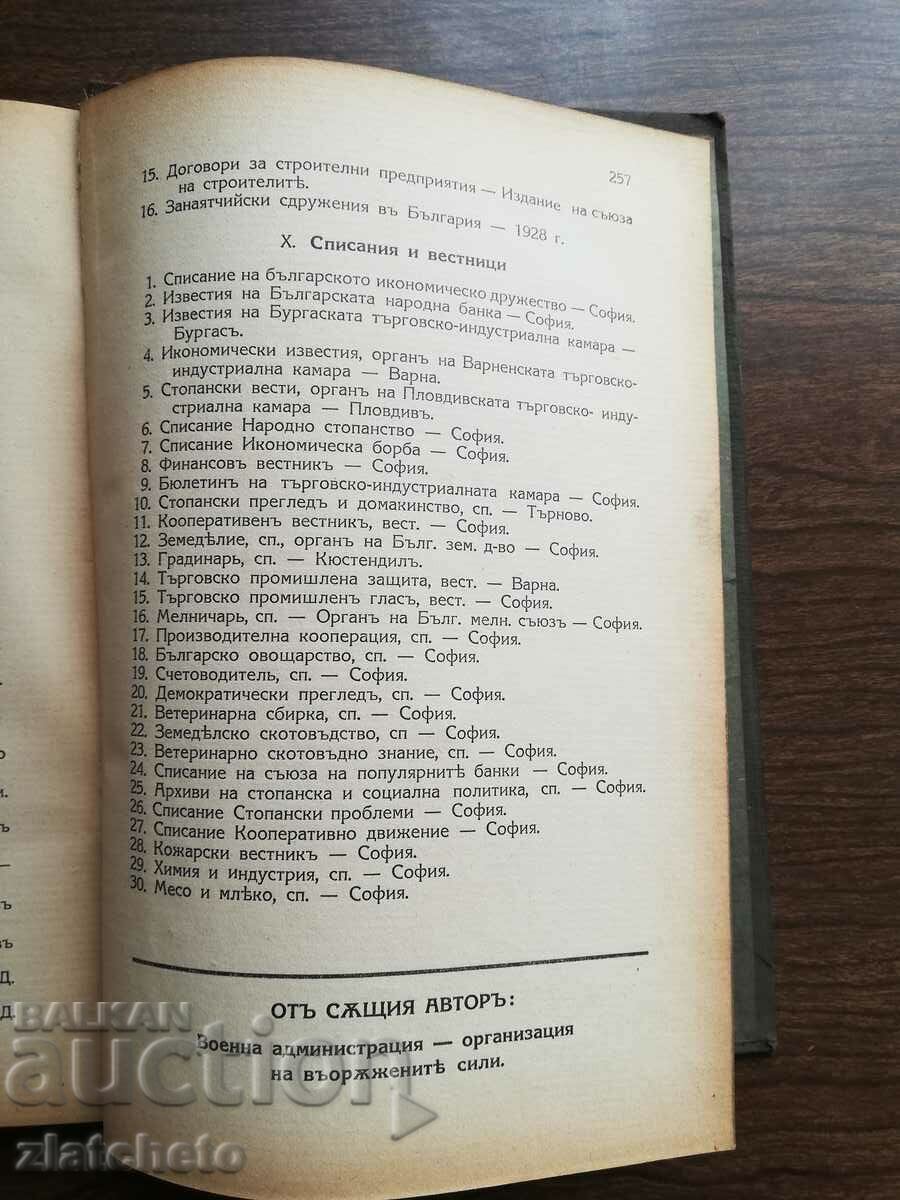 257
15. Договори за строителни предприятия — Издание на съюза
на строителитѣ.
16. Занаятчийски сдружения въ България — 1928 г.
X. Списания и вестници
1. Списание на българското икономическо дружество — София.
2. Известия на Българската народна банка — София.
3. Известия на Бургаската търговско-индустриална камара —
Бургасъ.
4. Икономически известия, органъ на Варненската търговско-
индустриална камара — Варна.
5. Стопански вести, органъ на Пловдивската търговско- инду-
стриална камара — Пловдивъ.
6. Списание Народно стопанство — София.
7. Списание Икономическа борба — София.
8. Финансовъ вестникъ — София.
9. Бюлетинъ на търговско-индустриалната камара — София.
10. Стопански прегледъ и домакинство, сп. — Търново.
11. Кооперативенъ вестникъ, вест. — София.
12. Земедѣлие, сп., органъ на Бълг. зем. д-во — София.
13. Градинарь, сп. — Кюстендилъ.
14. Търговско промишлена защита, вест. — Варна.
15. Търговско промишленъ гласъ, вест. — София.
16. Мелничарь, сп. — Органъ на Бълг. мелн. съюзъ — София.
17. Производителна кооперация, сп. — София.
18. Българско овощарство, сп. — София.
19. Счетоводитель, сп. — София.
20. Демократически прегледъ, сп. — София.
21. Ветеринарна сбирка, сп. — София.
22. Земедѣлско скотовъдство, сп — София.
23. Ветеринарно скотовъдно знание, сп. — София.
24. Списание на съюза на популярнитѣ банки — София.
25. Архиви на стопанска и социална политика, сп. — София.
26. Списание Стопански проблеми — София.
27. Списание Кооперативно движение — София.
28. Кожарски вестникъ — София.
29. Химия и индустрия, сп. — София.
30. Месо и млѣко, сп. — София.
ОТЪ СѪЩИЯ АВТОРЪ:
Военна администрация — организация
на въорѫженитѣ сили.
BALKAN
auction
zlatcheto